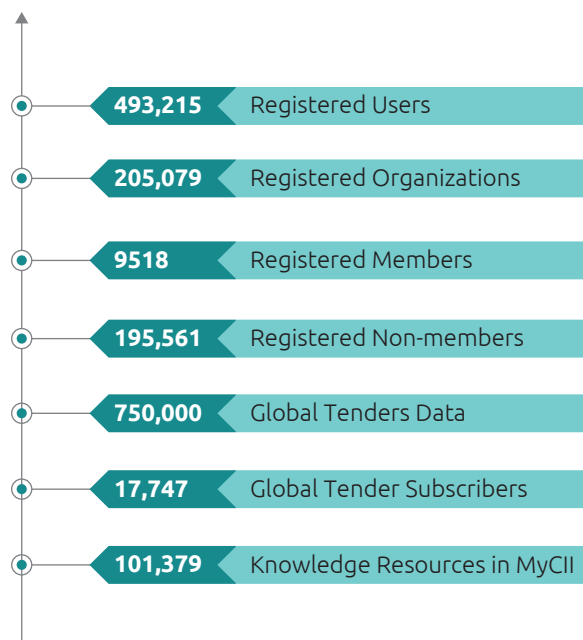 493,215 Registered Users
205,079 Registered Organizations
9518 Registered Members
195,561 Registered Non-members
750,000 Global Tenders Data
17,747 Global Tender Subscribers
101,379 Knowledge Resources in MyCII